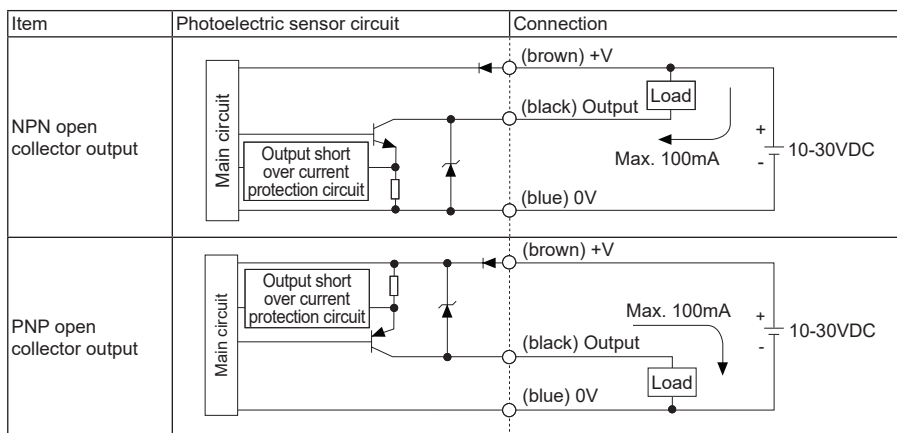 Item
Photoelectric sensor circuit
Connection
NPN open
collector output
Main circuit
Output short
over current
protection circuit
(brown) +V
(black) Output
Load
Max. 100mA
+
-
10-30VDC
(blue) 0V
PNP open
collector output
Main circuit
Output short
over current
protection circuit
(brown) +V
Max. 100mA
+
-
10-30VDC
(black) Output
Load
(blue) 0V